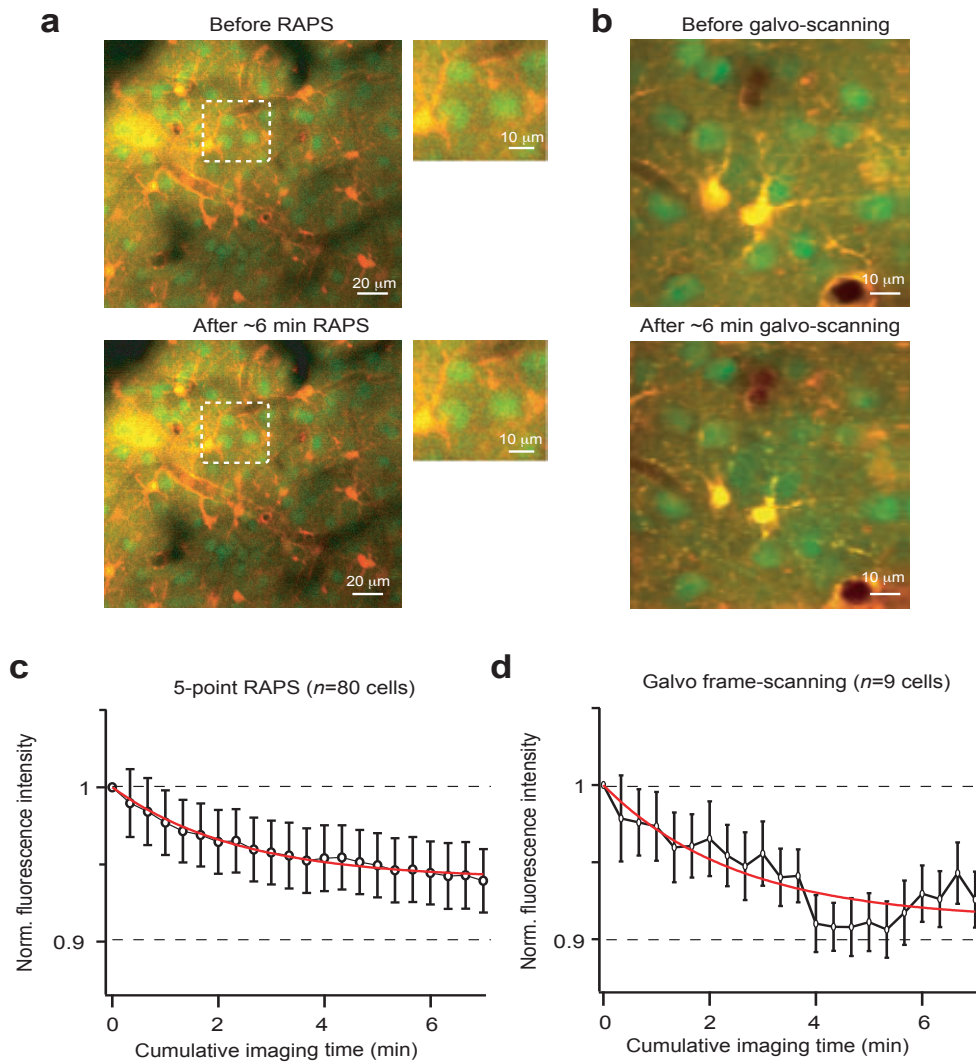 a
Before RAPS
20 μm
10 μm
After ~6 min RAPS
20 μm
10 μm
b
Before galvo-scanning
10 μm
After ~6 min galvo-scanning
10 μm
c
5-point RAPS (n=80 cells)
Norm. fluorescence intensity
1
0.9
0 2 4 6
Cumulative imaging time (min)
d
Galvo frame-scanning (n=9 cells)
Norm. fluorescence intensity
1
0.9
0 2 4 6
Cumulative imaging time (min)